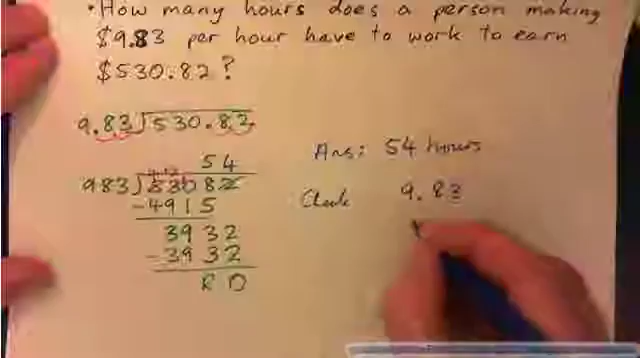 • How many hours does a person making
$9.83 per hour have to work to earn
$530.82?
9.83)530.83
Ans: 54 hours
54
983)53082
Check 9.83
-4915
3932
-3932
R 0